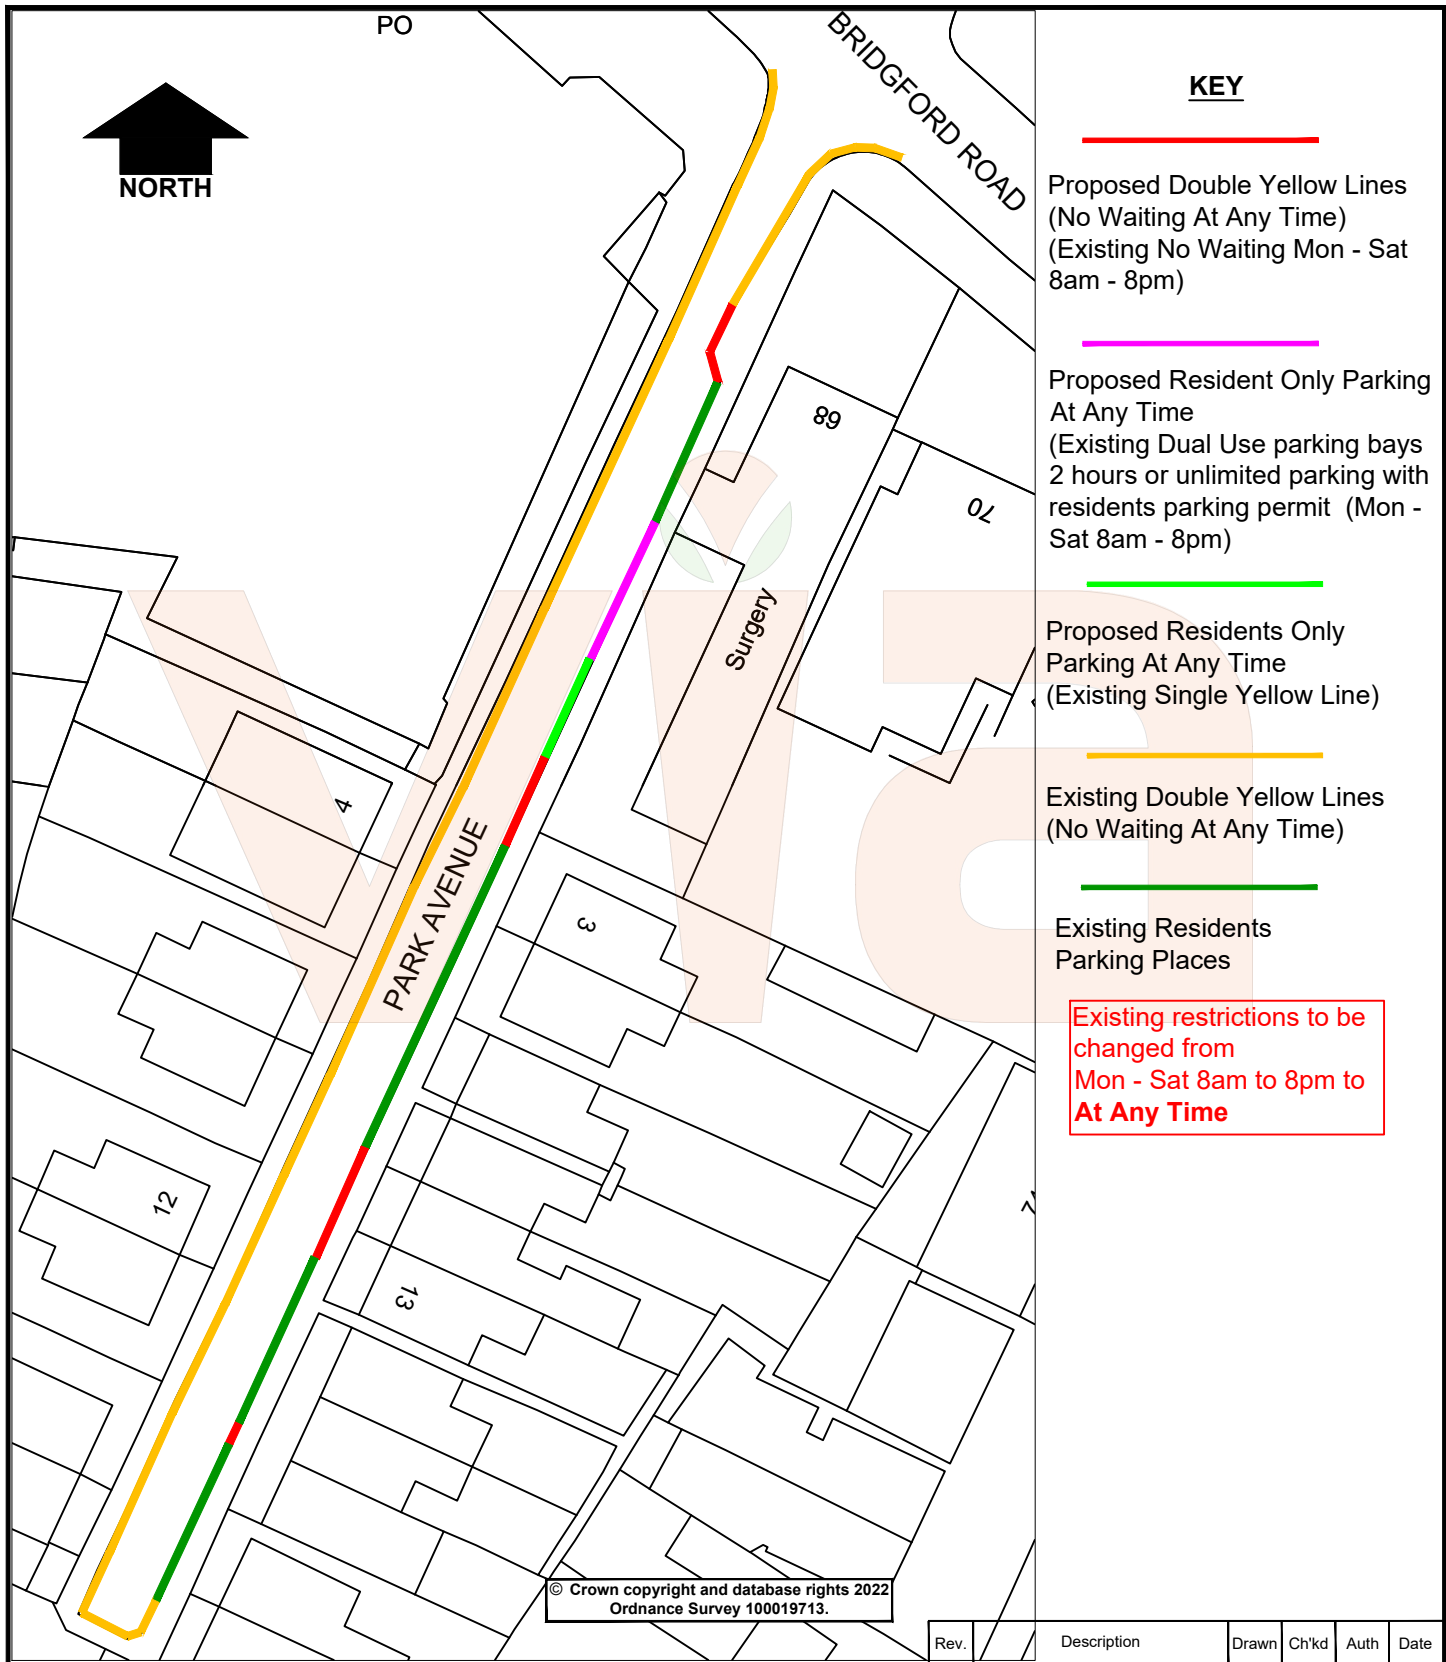 PO
BRIDGFORD ROAD
NORTH
68
70
Surgery
4
PARK AVENUE
3
12
13
via
KEY
Proposed Double Yellow Lines
(No Waiting At Any Time)
(Existing No Waiting Mon - Sat
8am - 8pm)
Proposed Resident Only Parking
At Any Time
(Existing Dual Use parking bays
2 hours or unlimited parking with
residents parking permit (Mon -
Sat 8am - 8pm)
Proposed Residents Only
Parking At Any Time
(Existing Single Yellow Line)
Existing Double Yellow Lines
(No Waiting At Any Time)
Existing Residents
Parking Places
Existing restrictions to be
changed from
Mon - Sat 8am to 8pm to
At Any Time
© Crown copyright and database rights 2022
Ordnance Survey 100019713.
Rev. Description Drawn Ch'kd Auth Date